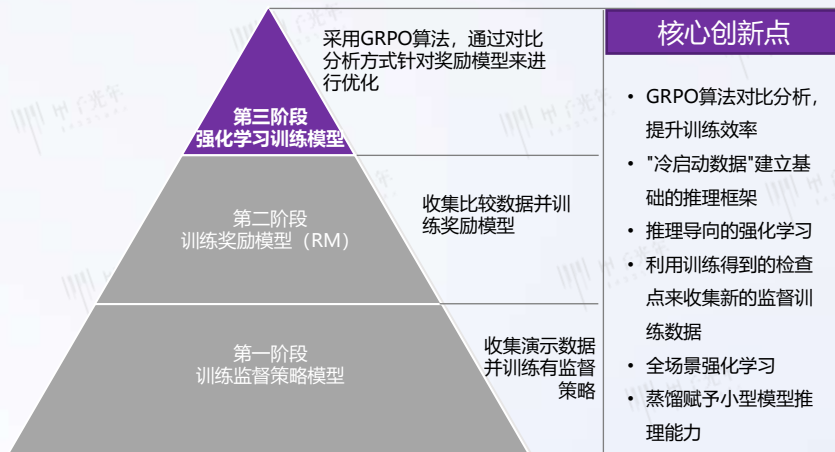 采用GRPO算法，通过对比
分析方式针对奖励模型来进
行优化
第三阶段
强化学习训练模型
收集比较数据并训
练奖励模型
第二阶段
训练奖励模型（RM）
收集演示数据
并训练有监督
策略
第一阶段
训练监督策略模型
核心创新点
• GRPO算法对比分析，
提升训练效率
• "冷启动数据"建立基
础的推理框架
• 推理导向的强化学习
• 利用训练得到的检查
点来收集新的监督训
练数据
• 全场景强化学习
• 蒸馏赋予小型模型推
理能力
甲子光年